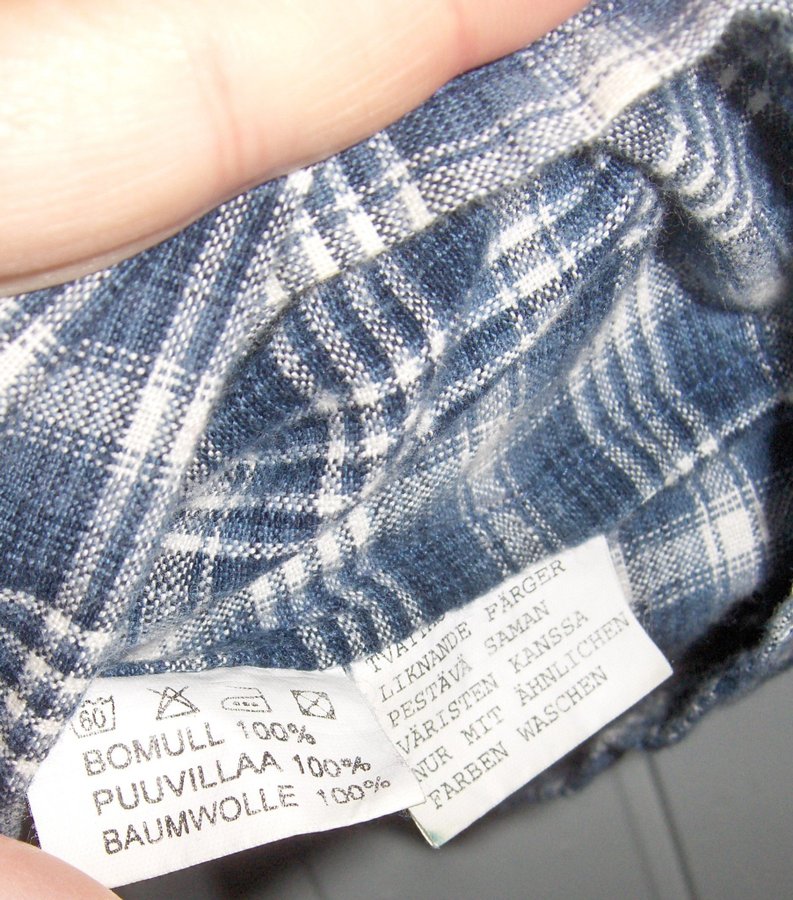 60
BOMULL 100%
PUUVILLAA 100%
BAUMWOLLE 100%
LIKNANDE FÄRGER
PESTÄVÄ SAMAN
VÄRISTEN KANSSA
NUR MIT ÄHNLICHEN
FARBEN WASCHEN